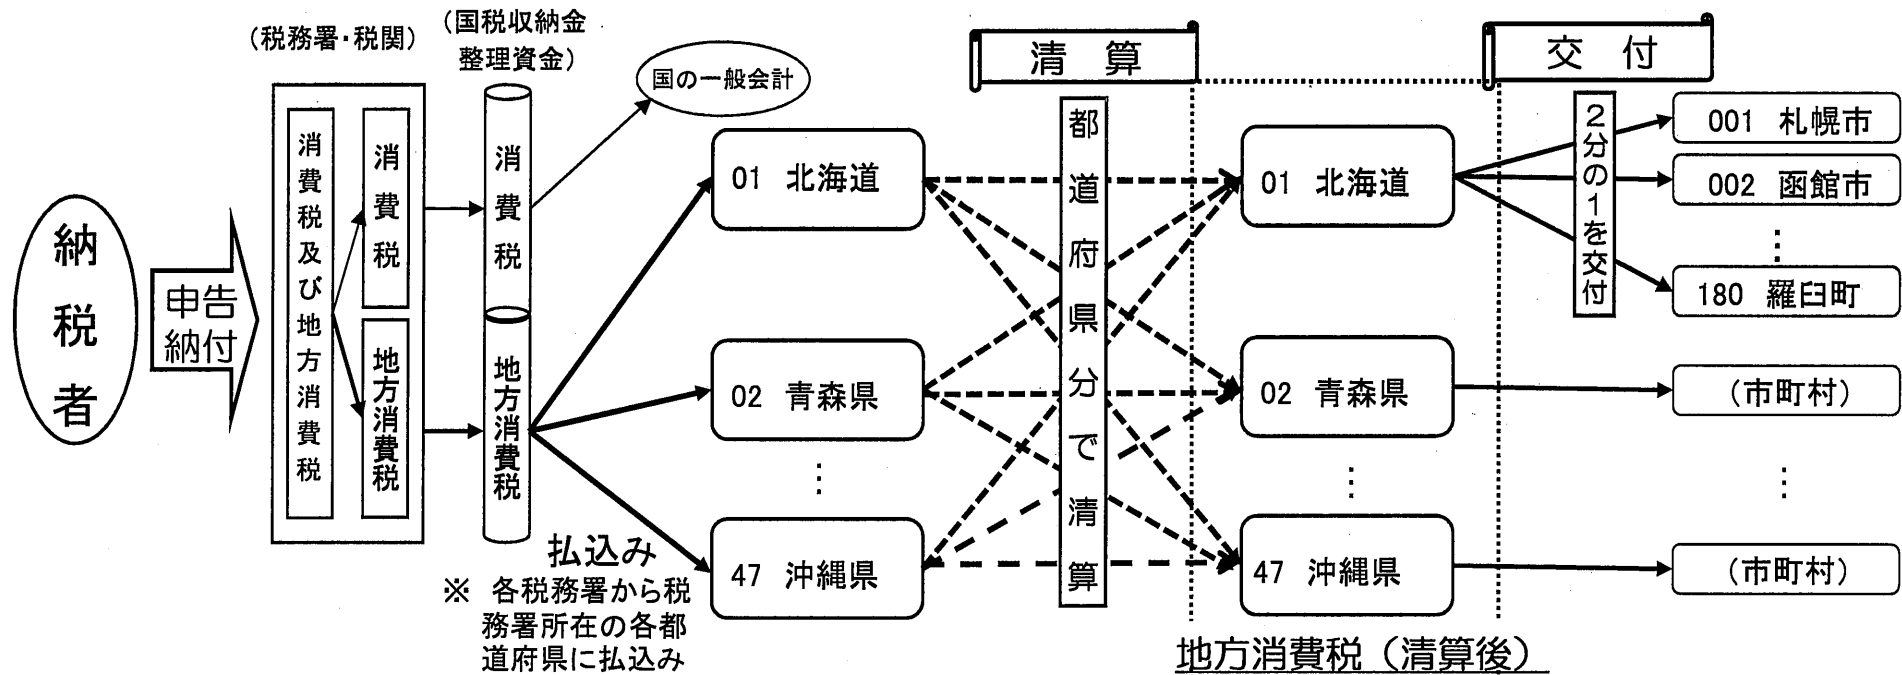 納税者
申告
納付
(税務署・税関)
消費税及び地方消費税
消費税
地方消費税
(国税収納金
整理資金)
消費税
地方消費税
国の一般会計
払込み
※ 各税務署から税
務署所在の各都
道府県に払込み
01 北海道
02 青森県
⋮
47 沖縄県
清 算
都道府県分で清算
01 北海道
02 青森県
⋮
47 沖縄県
地方消費税(清算後)
交 付
2分の1を交付
001 札幌市
002 函館市
⋮
180 羅臼町
(市町村)
⋮
(市町村)